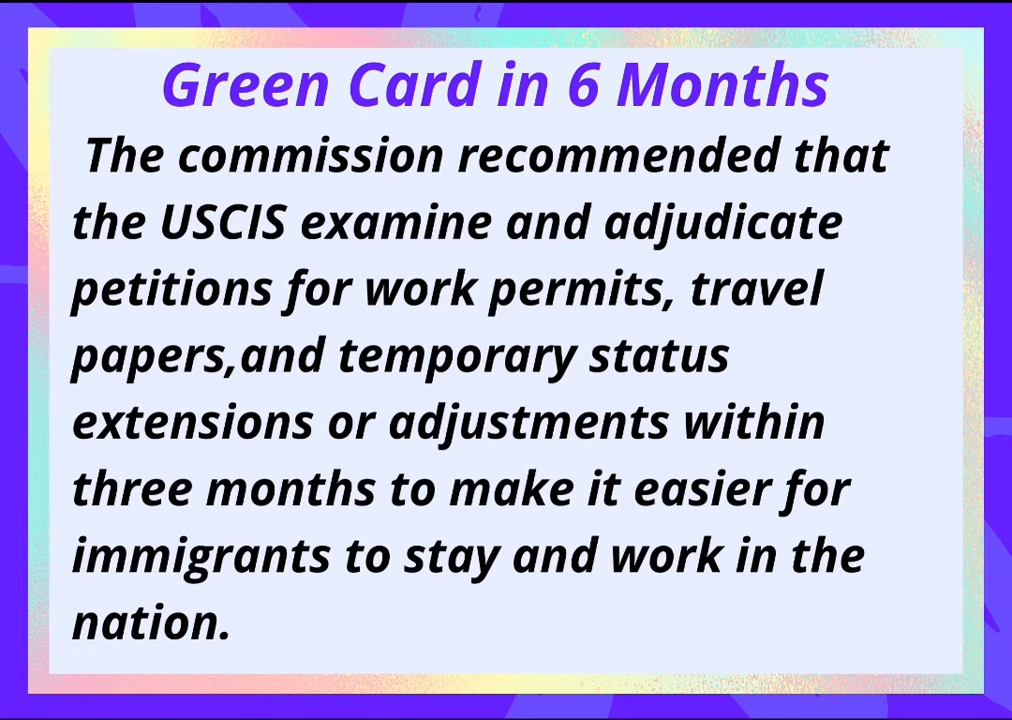 Green Card in 6 Months
The commission recommended that
the USCIS examine and adjudicate
petitions for work permits, travel
papers,and temporary status
extensions or adjustments within
three months to make it easier for
immigrants to stay and work in the
nation.